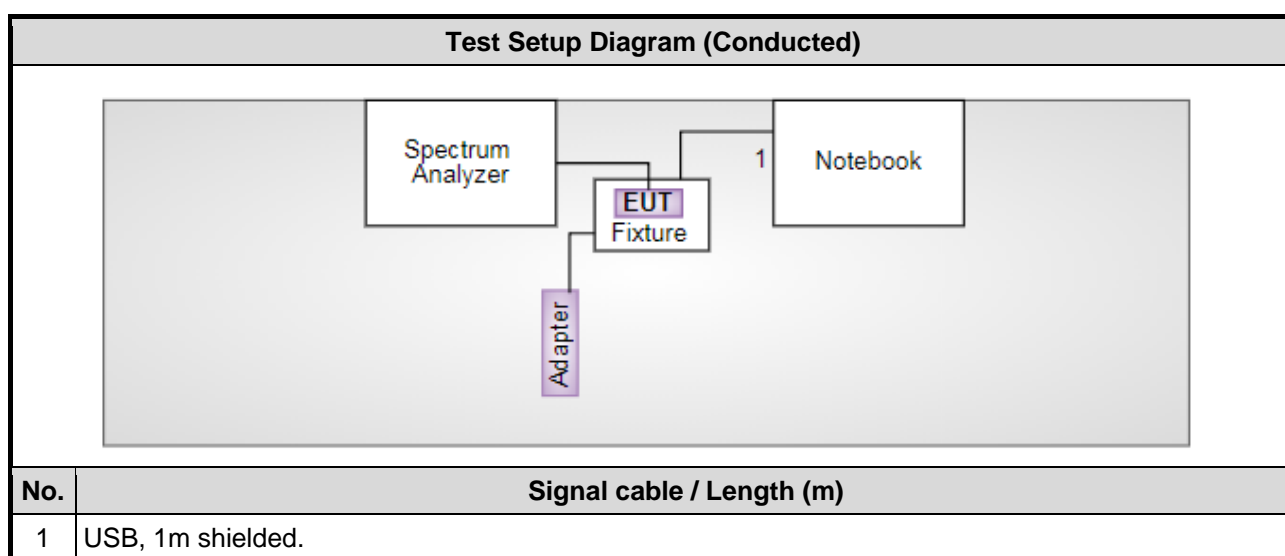 Test Setup Diagram (Conducted)
Spectrum
Analyzer
1
Notebook
EUT
Fixture
Adapter
No.
Signal cable / Length (m)
1
USB, 1m shielded.